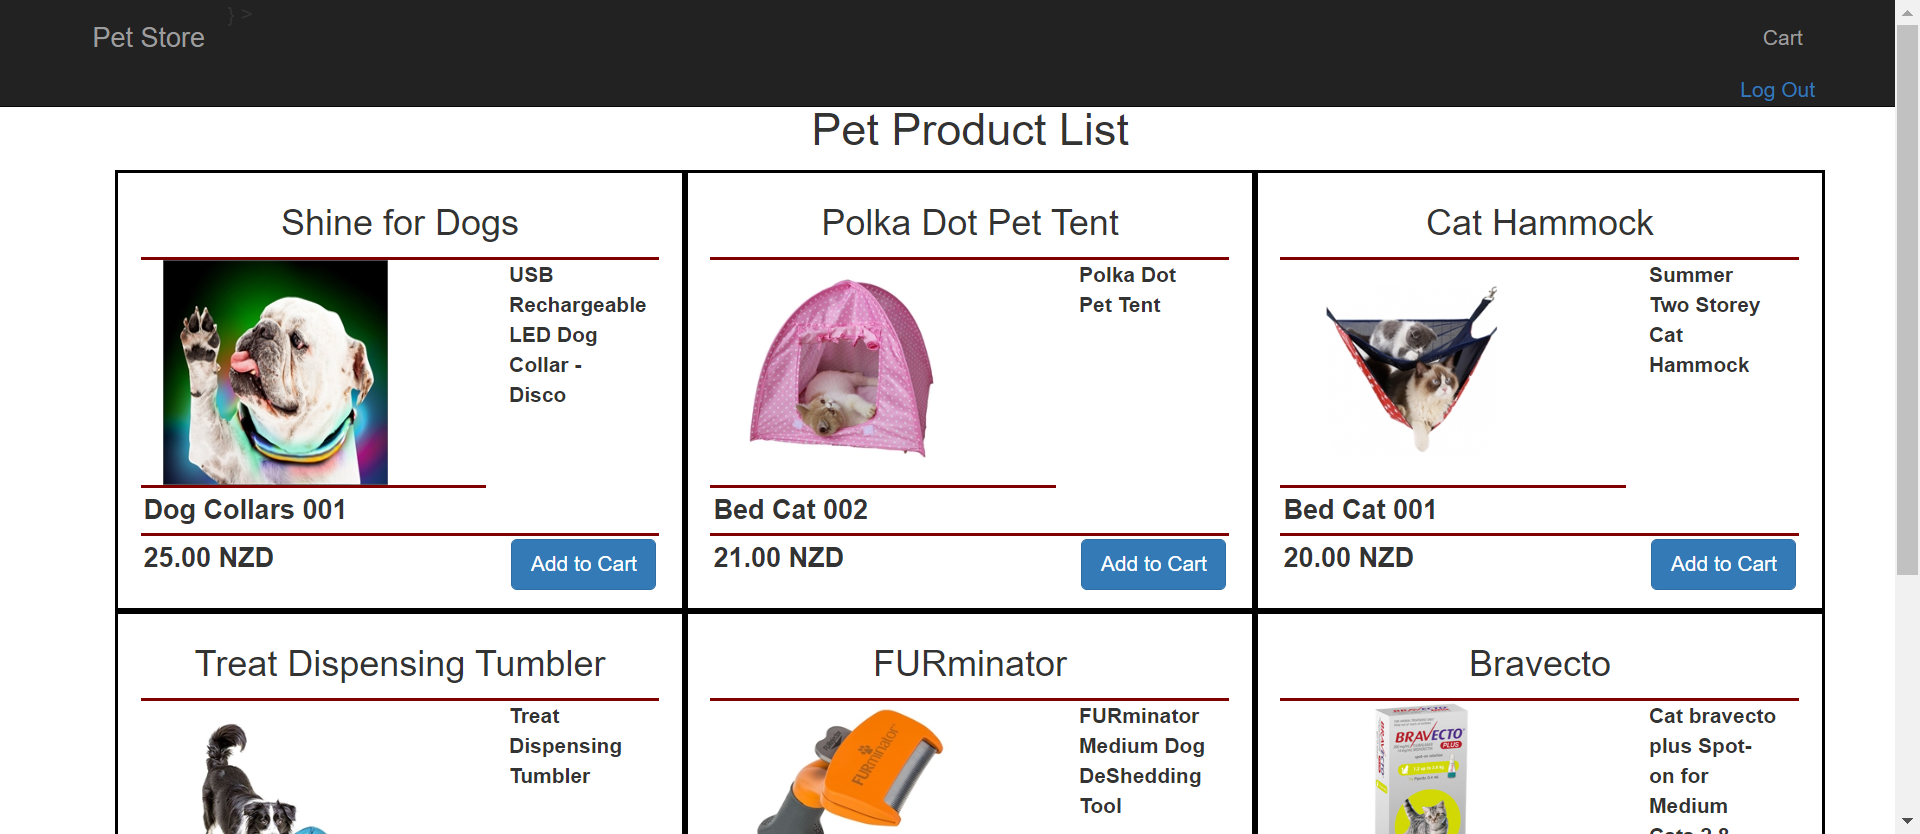 } >
Pet Store
Cart
Log Out
Pet Product List
Shine for Dogs
USB
Rechargeable
LED Dog
Collar -
Disco
Dog Collars 001
25.00 NZD
Add to Cart
Polka Dot Pet Tent
Polka Dot
Pet Tent
Bed Cat 002
21.00 NZD
Add to Cart
Cat Hammock
Summer
Two Storey
Cat
Hammock
Bed Cat 001
20.00 NZD
Add to Cart
Treat Dispensing Tumbler
Treat
Dispensing
Tumbler
FURminator
FURminator
FURminator
Medium Dog
DeShedding
Tool
Bravecto
BRAVECTO
PLUS
Cat bravecto
plus Spot-
on for
Medium